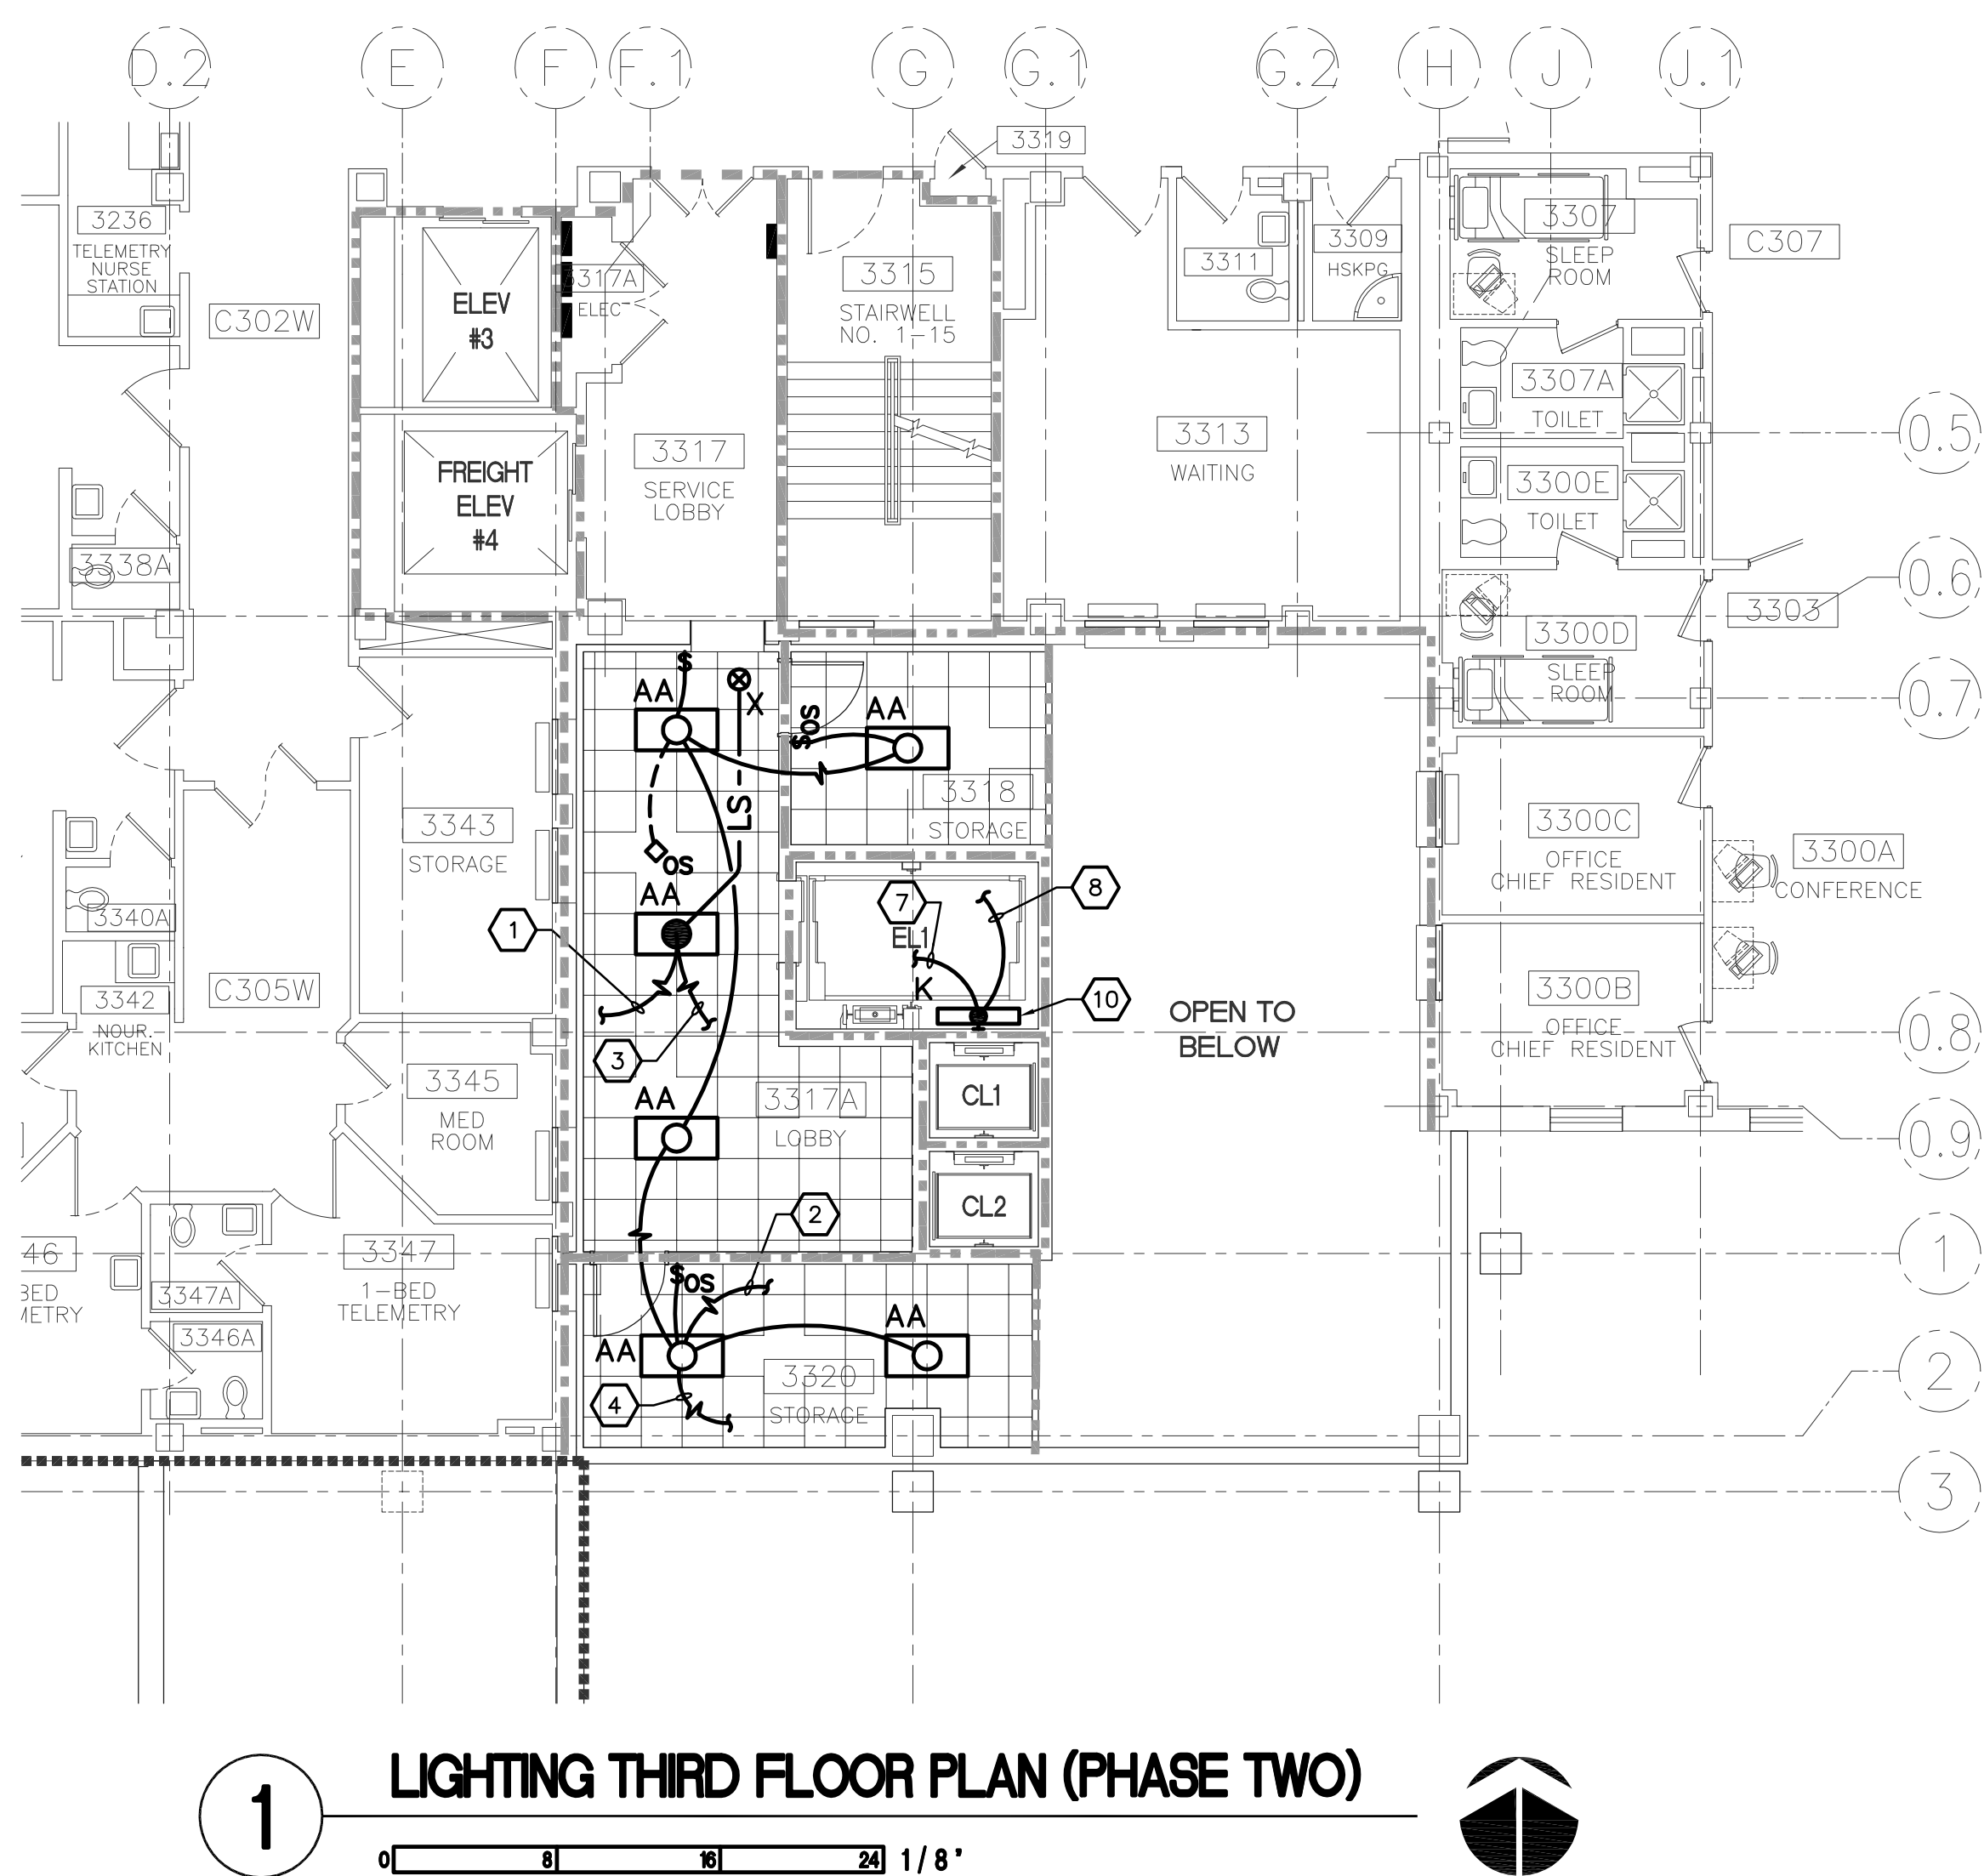 D.2
E
F
F.1
G
G.1
G.2
H
J
J.1
3319
3236
TELEMETRY
NURSE
STATION
C302W
ELEV
#3
3317A
ELEC
3315
STAIRWELL
NO. 1-15
3311
3309
HSKPG
3307
SLEEP
ROOM
C307
3307A
TOILET
0.5
FREIGHT
ELEV
#4
3317
SERVICE
LOBBY
3313
WAITING
3300E
TOILET
3338A
0.6
3303
3300D
SLEEP
ROOM
0.7
$
AA
X
$OS
AA
LS
OS
3318
STORAGE
3343
STORAGE
3300C
OFFICE
CHIEF RESIDENT
3300A
CONFERENCE
AA
7
8
EL1
K
10
1
3
3340A
3342
NOUR.
KITCHEN
C305W
OPEN TO
BELOW
3300B
OFFICE
CHIEF RESIDENT
0.8
3345
MED
ROOM
AA
3317A
LOBBY
CL1
0.9
CL2
2
46
BED
METRY
3347A
3346A
3347
1-BED
TELEMETRY
1
$OS
AA
AA
3320
STORAGE
4
2
3
1
LIGHTING THIRD FLOOR PLAN (PHASE TWO)
0 8 16 24 1/8"